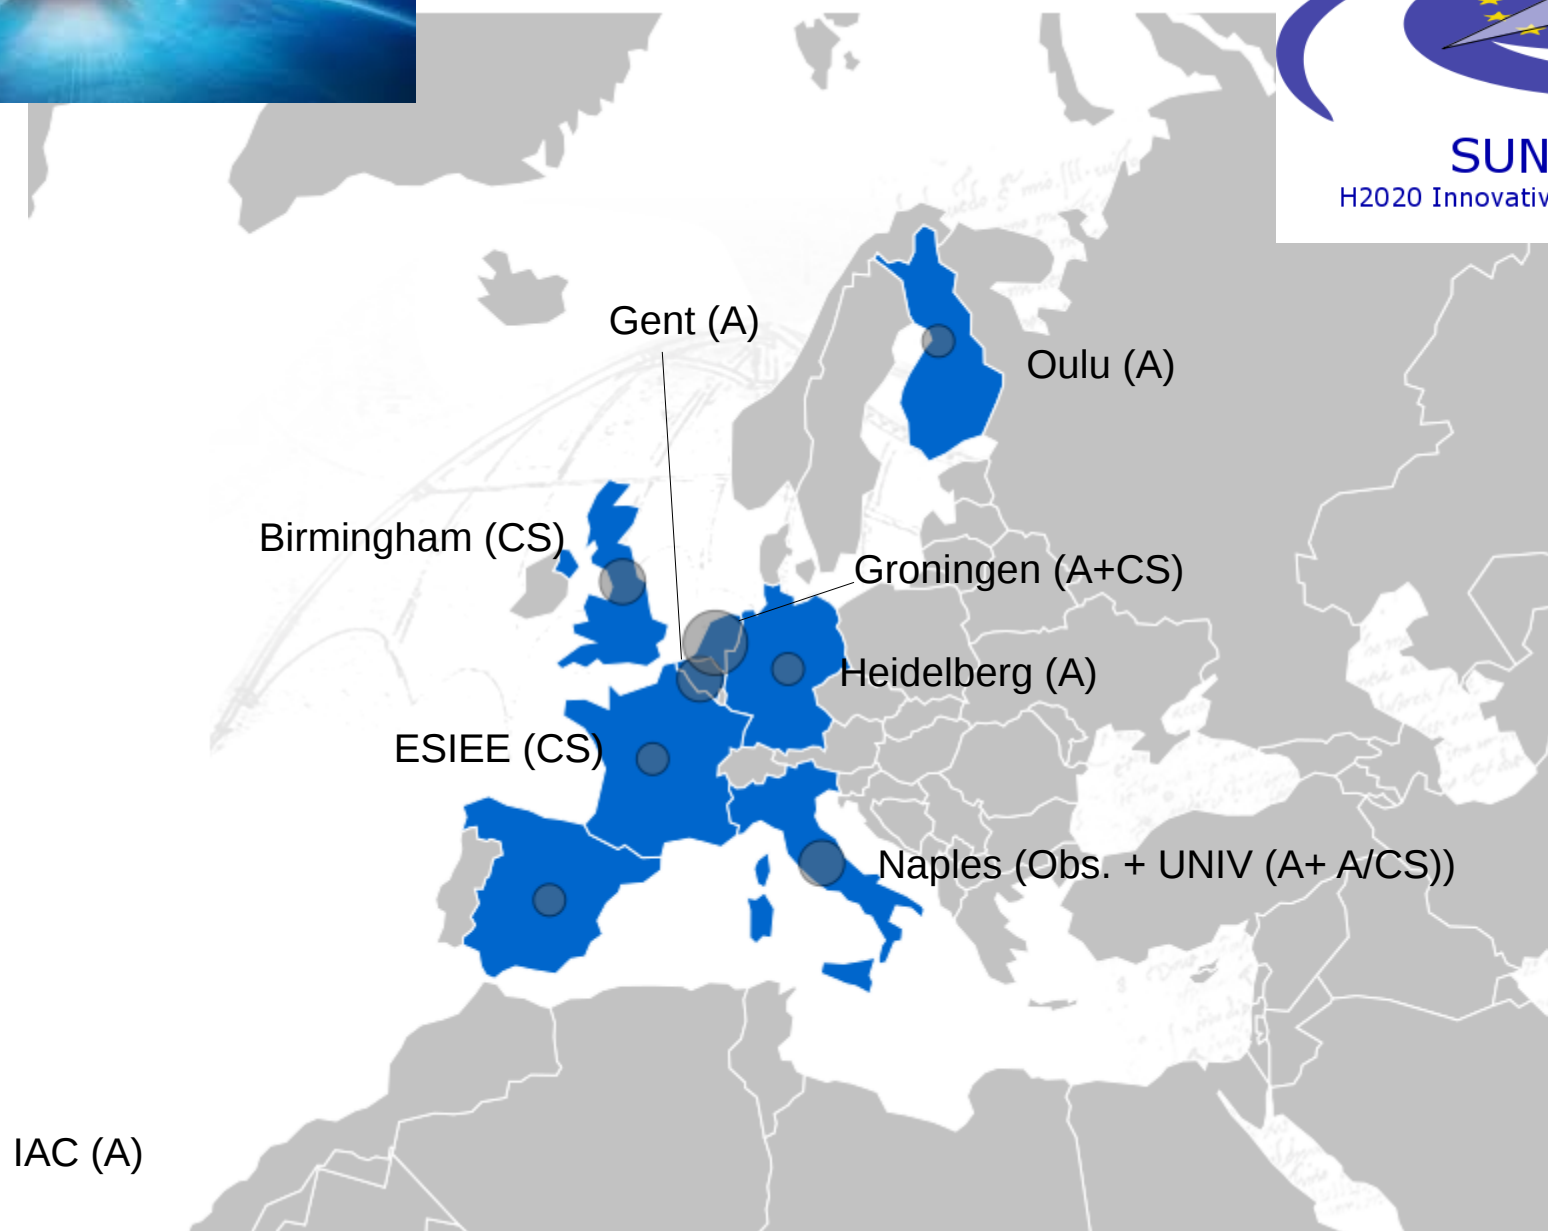 SUN
H2020 Innovativ
Gent (A)
Oulu (A)
Birmingham (CS)
Groningen (A+CS)
Heidelberg (A)
ESIEE (CS)
Naples (Obs. + UNIV (A+ A/CS))
IAC (A)